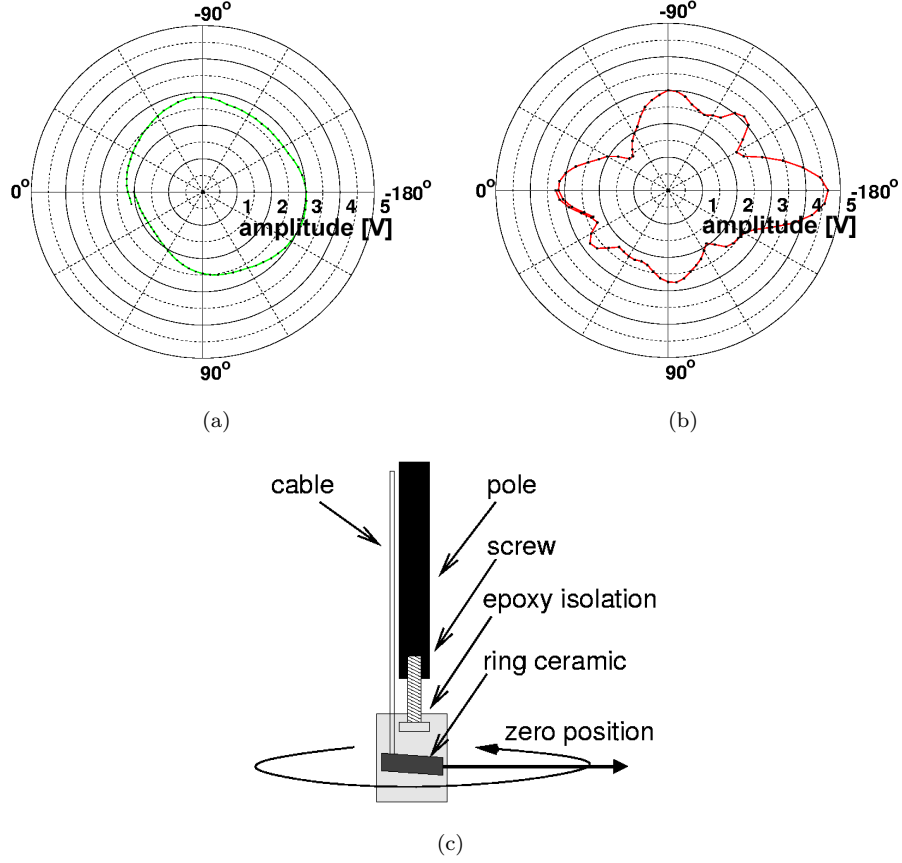 -90°
0°
1 2 3 4 5
-180°
amplitude [V]
90°
(a)
-90°
0°
1 2 3 4 5
-180°
amplitude [V]
90°
(b)
cable
pole
screw
epoxy isolation
ring ceramic
zero position
(c)